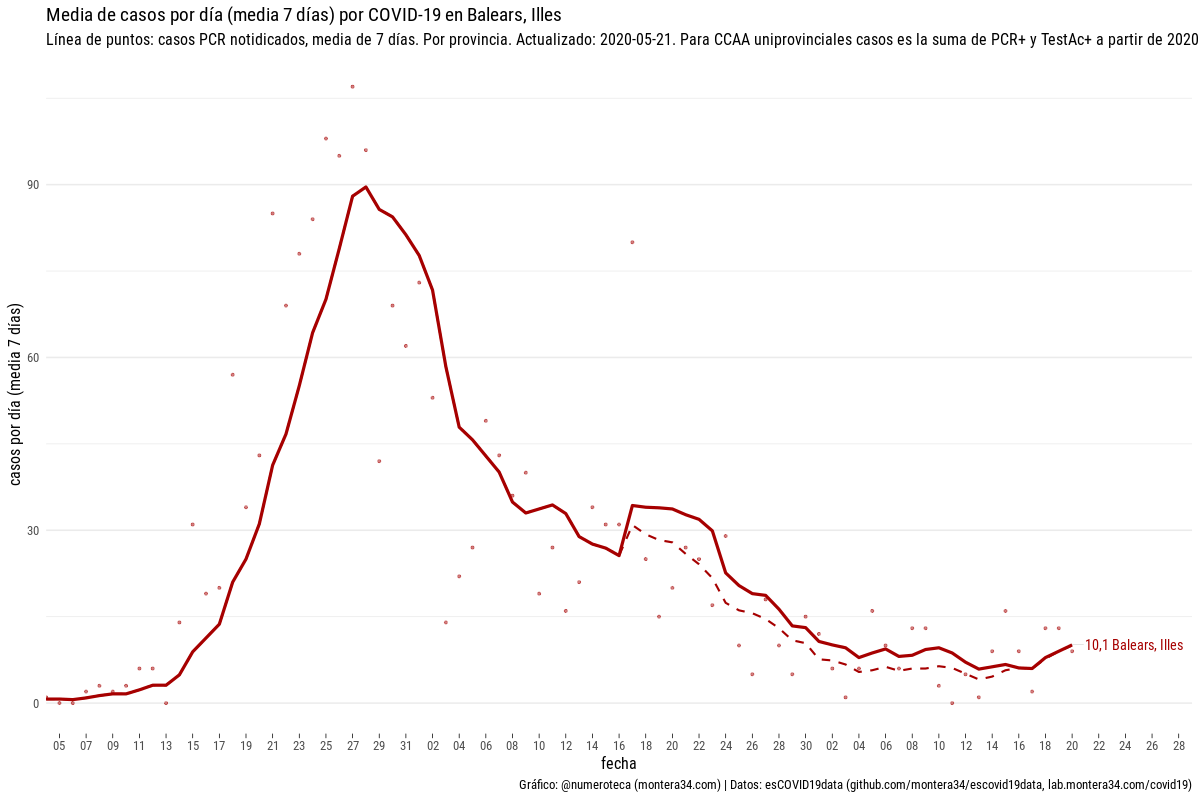 Media de casos por día (media 7 días) por COVID-19 en Balears, Illes
Línea de puntos: casos PCR notidicados, media de 7 días. Por provincia. Actualizado: 2020-05-21. Para CCAA uniprovinciales casos es la suma de PCR+ y TestAc+ a partir de 2020
casos por día (media 7 días)
90
60
30
0
10,1 Balears, Illes
05 07 09 11 13 15 17 19 21 23 25 27 29 31 02 04 06 08 10 12 14 16 18 20 22 24 26 28 30 02 04 06 08 10 12 14 16 18 20 22 24 26 28
fecha
Gráfico: @numeroteca (montera34.com) | Datos: esCOVID19data (github.com/montera34/escovid19data, lab.montera34.com/covid19)